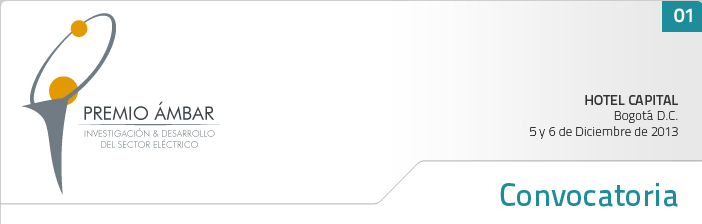 01
PREMIO ÁMBAR
INVESTIGACIÓN & DESARROLLO
DEL SECTOR ELÉCTRICO
HOTEL CAPITAL
Bogotá D.C.
5 y 6 de Diciembre de 2013
Convocatoria